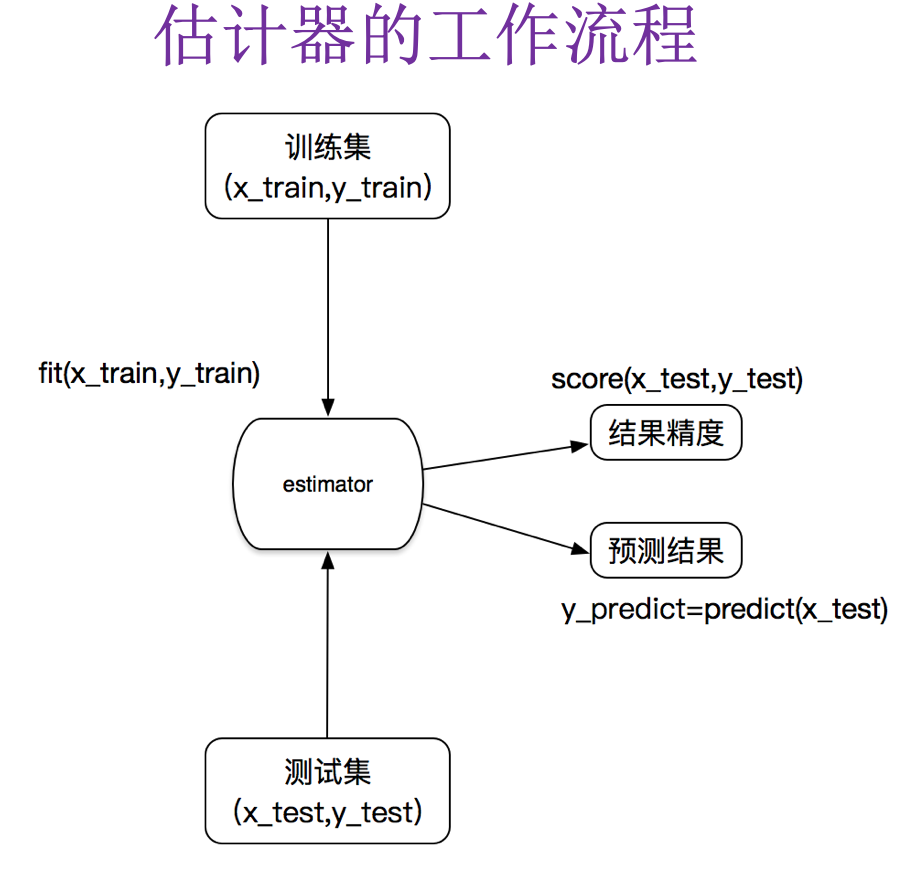 估计器的工作流程
训练集
(x_train,y_train)
fit(x_train,y_train)
score(x_test,y_test)
结果精度
estimator
预测结果
y_predict=predict(x_test)
测试集
(x_test,y_test)